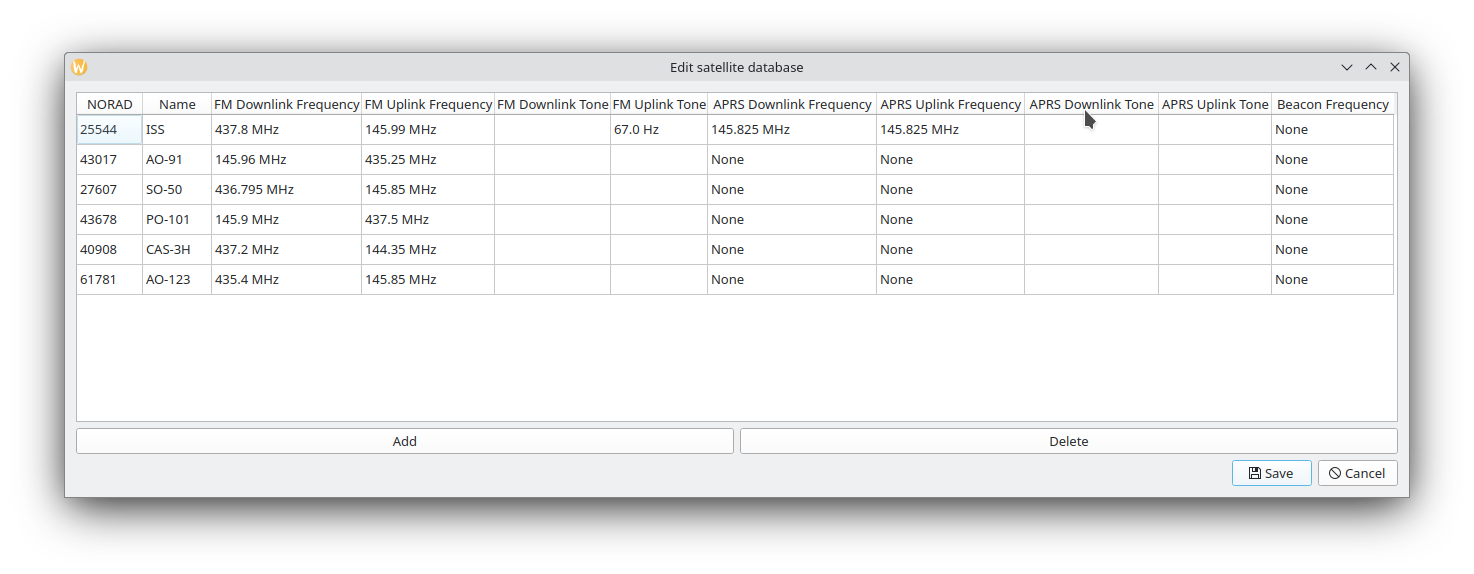 Edit satellite database
NORAD Name FM Downlink Frequency FM Uplink Frequency FM Downlink Tone FM Uplink Tone APRS Downlink Frequency APRS Uplink Frequency APRS Downlink Tone APRS Uplink Tone Beacon Frequency
25544 ISS 437.8 MHz 145.99 MHz 67.0 Hz 145.825 MHz 145.825 MHz None
43017 AO-91 145.96 MHz 435.25 MHz None None None
27607 SO-50 436.795 MHz 145.85 MHz None None None
43678 PO-101 145.9 MHz 437.5 MHz None None None
40908 CAS-3H 437.2 MHz 144.35 MHz None None None
61781 AO-123 435.4 MHz 145.85 MHz None None None
Add Delete
Save Cancel